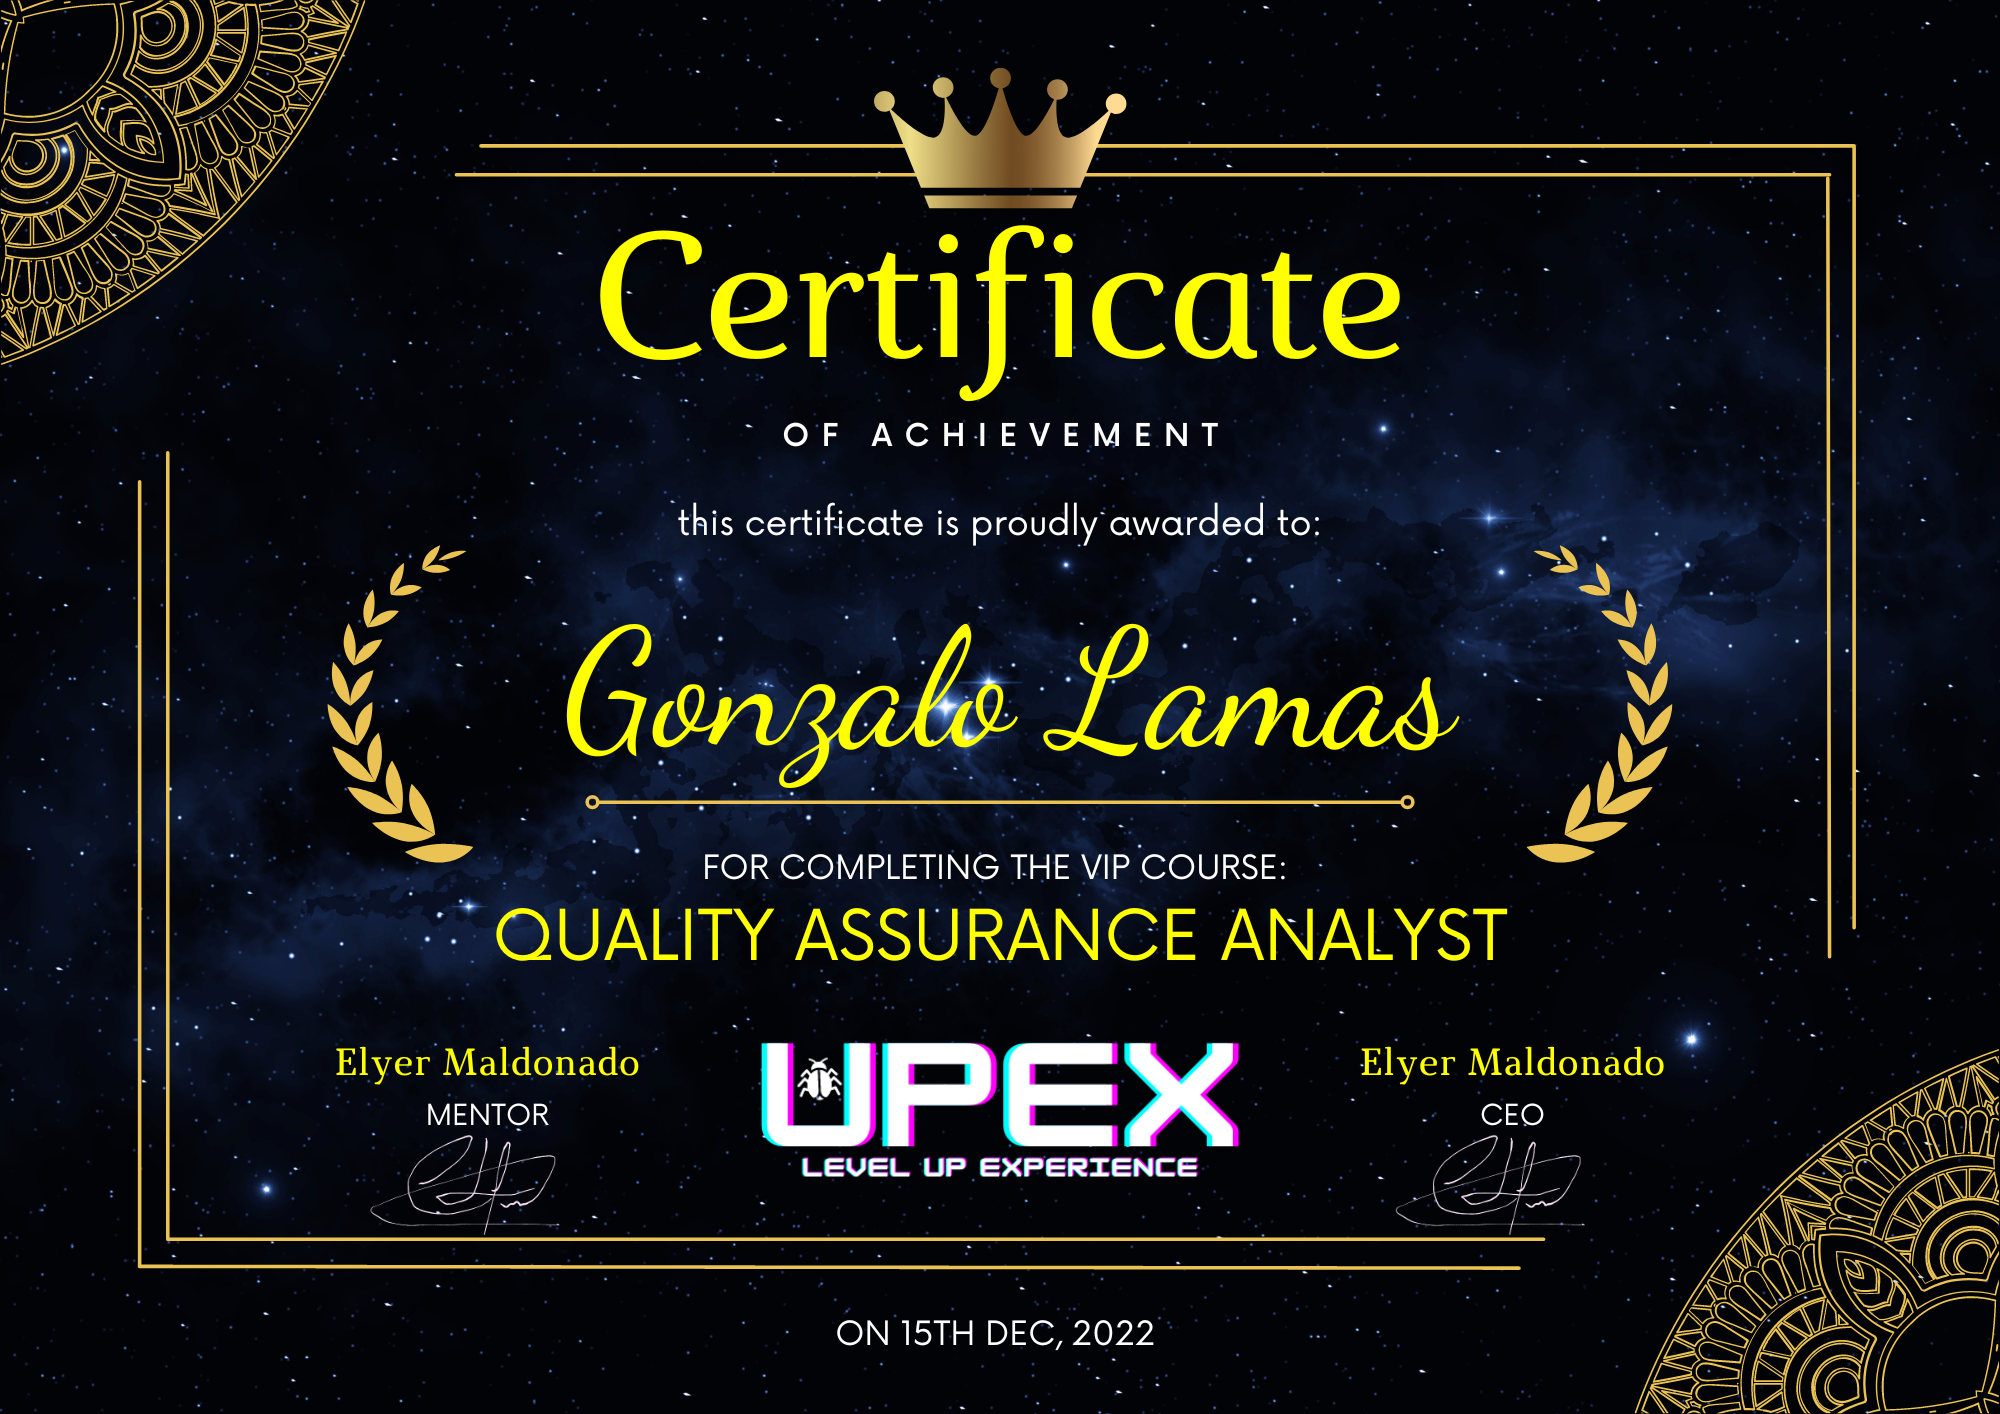 Certificate
OF ACHIEVEMENT
this certificate is proudly awarded to:
Gonzalo Lamas
FOR COMPLETING THE VIP COURSE:
QUALITY ASSURANCE ANALYST
Elyer Maldonado
MENTOR
UPEX
LEVEL UP EXPERIENCE
Elyer Maldonado
CEO
ON 15TH DEC, 2022